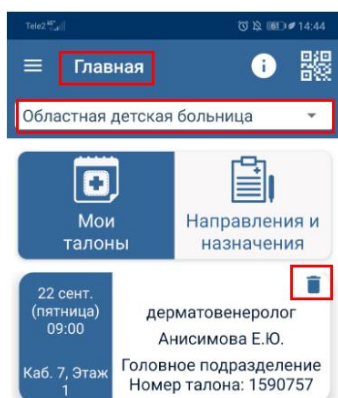 Tele2 14:44
Главная
Областная детская больница
Мои талоны
Направления и назначения
22 сент.
(пятница)
09:00
Каб. 7, Этаж
1
дерматовенеролог
Анисимова Е.Ю.
Головное подразделение
Номер талона: 1590757